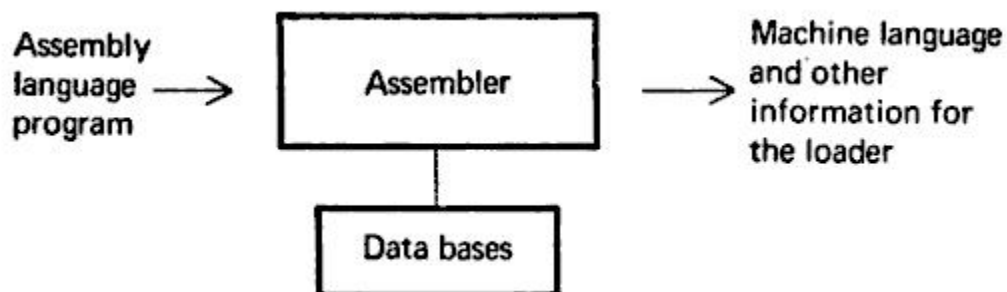 Assembly
language
program
Assembler
Machine language
and other
information for
the loader
Data bases